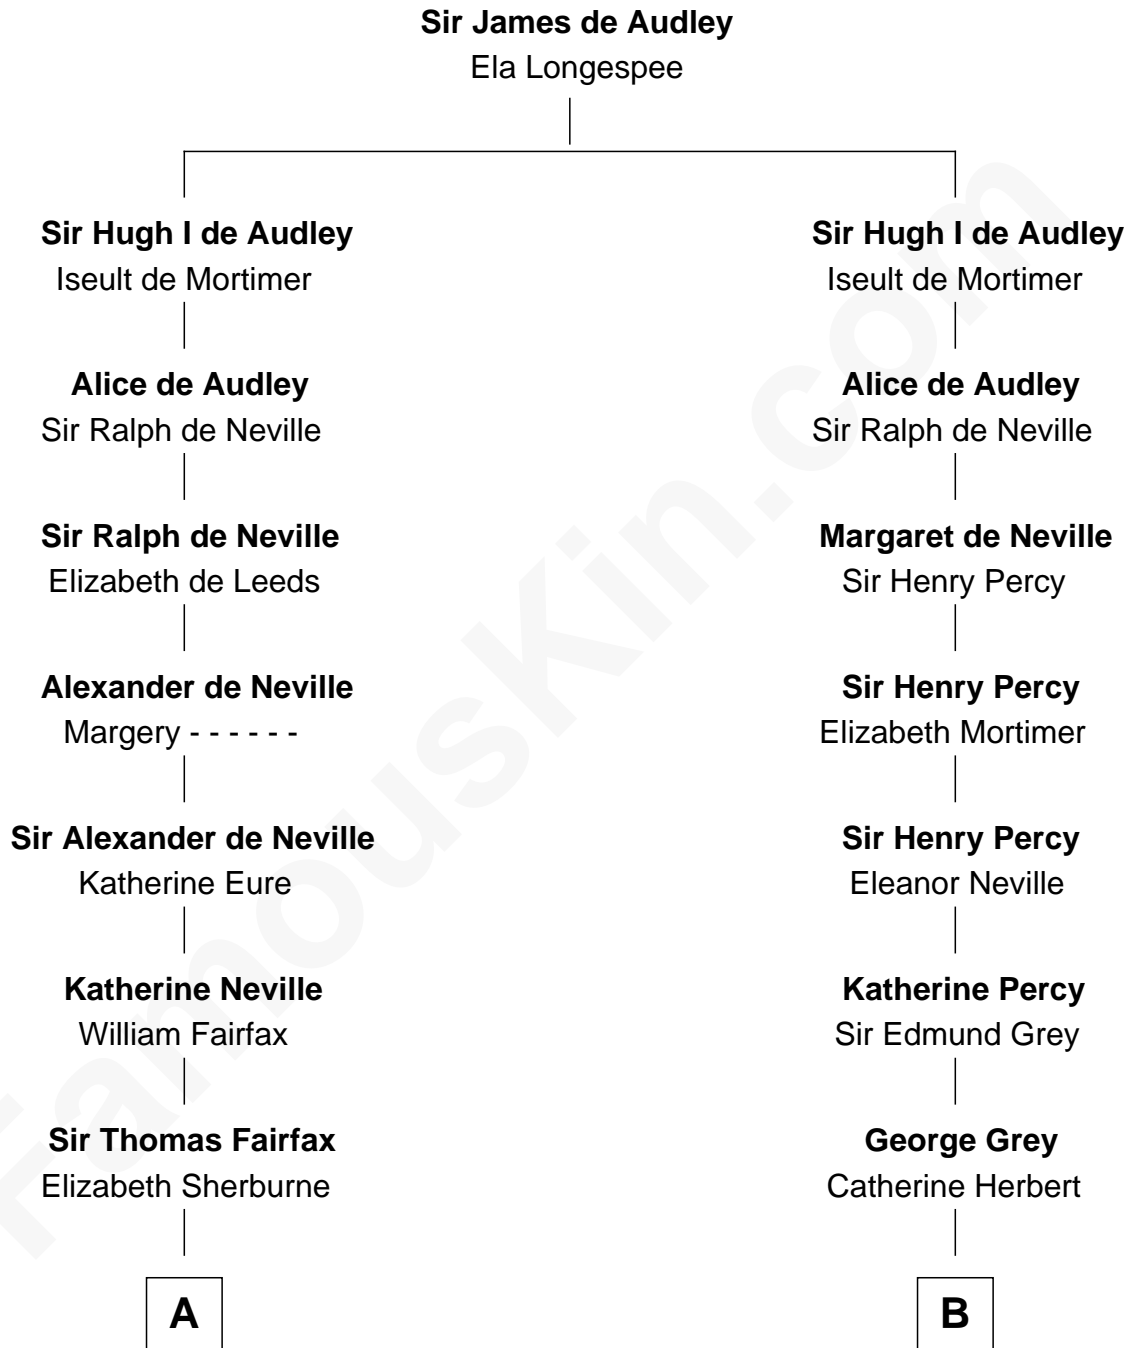 Sir James de Audley
Ela Longespee
Sir Hugh I de Audley
Iseult de Mortimer
Alice de Audley
Sir Ralph de Neville
Sir Ralph de Neville
Elizabeth de Leeds
Alexander de Neville
Margery - - - - - -
Sir Alexander de Neville
Katherine Eure
Katherine Neville
William Fairfax
Sir Thomas Fairfax
Elizabeth Sherburne
A
Sir Hugh I de Audley
Iseult de Mortimer
Alice de Audley
Sir Ralph de Neville
Margaret de Neville
Sir Henry Percy
Sir Henry Percy
Elizabeth Mortimer
Sir Henry Percy
Eleanor Neville
Katherine Percy
Sir Edmund Grey
George Grey
Catherine Herbert
B
FamousKin.com